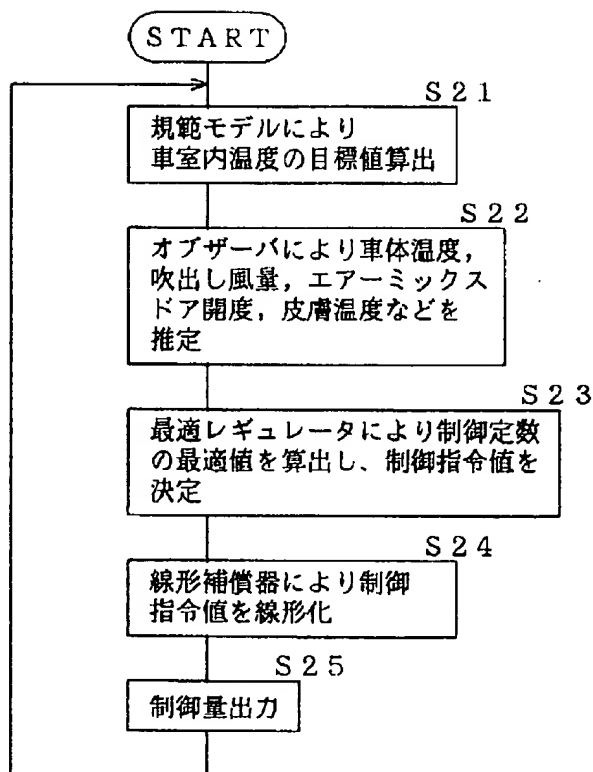 START
S21
規範モデルにより
車室内温度の目標値算出
S22
オブザーバにより車体温度,
吹出し風量,エアーミックス
ドア開度,皮膚温度などを
推定
S23
最適レギュレータにより制御定数
の最適値を算出し、制御指令値を
決定
S24
線形補償器により制御
指令値を線形化
S25
制御量出力